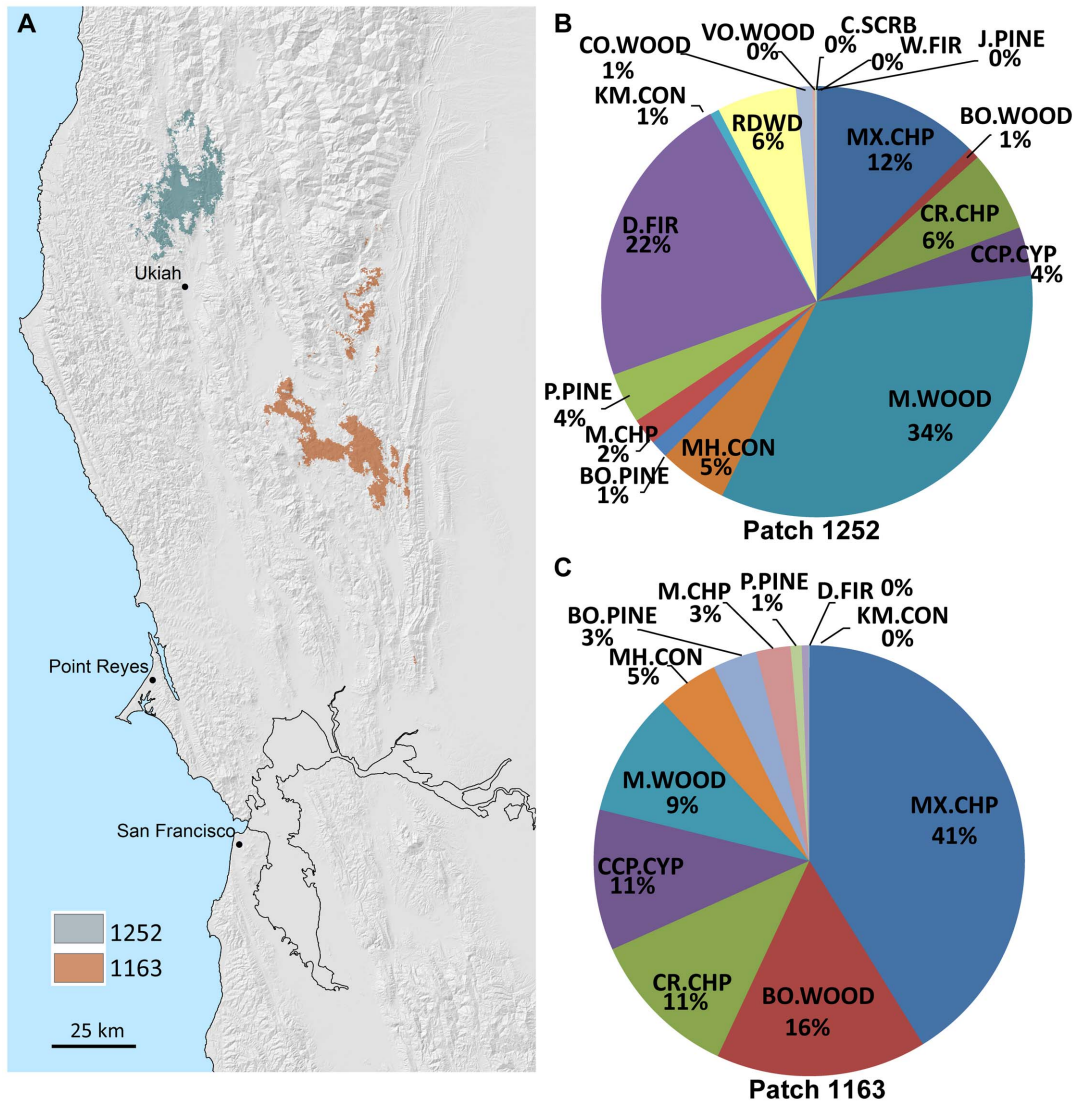 A
Ukiah
Point Reyes
San Francisco
1252
1163
25 km
B
CO.WOOD
1%
VO.WOOD
0%
C.SCRB
0%
W.FIR
0%
J.PINE
0%
KM.CON
1%
RDWD
6%
MX.CHP
12%
BO.WOOD
1%
CR.CHP
6%
CCP.CYP
4%
D.FIR
22%
M.WOOD
34%
P.PINE
4%
M.CHP
2%
BO.PINE
1%
MH.CON
5%
Patch 1252
C
P.PINE
1%
D.FIR 0%
KM.CON
0%
M.CHP
3%
BO.PINE
3%
MH.CON
5%
M.WOOD
9%
MX.CHP
41%
CCP.CYP
11%
CR.CHP
11%
BO.WOOD
16%
Patch 1163